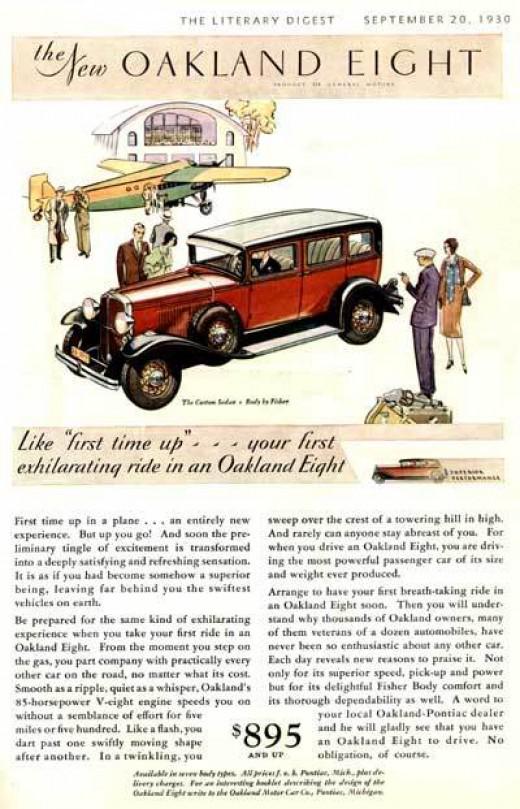 THE LITERARY DIGEST SEPTEMBER 20, 1930
the New OAKLAND EIGHT
PRODUCT OF GENERAL MOTORS
The Custom Sedan • Body by Fisher
Like "first time up" - - - your first
exhilarating ride in an Oakland Eight
SUPERIOR
PERFORMANCE
First time up in a plane . . . an entirely new
experience. But up you go! And soon the pre-
liminary tingle of excitement is transformed
into a deeply satisfying and refreshing sensation.
It is as if you had become somehow a superior
being, leaving far behind you the swiftest
vehicles on earth.
Be prepared for the same kind of exhilarating
experience when you take your first ride in an
Oakland Eight. From the moment you step on
the gas, you part company with practically every
other car on the road, no matter what its cost.
Smooth as a ripple, quiet as a whisper, Oakland's
85-horsepower V-eight engine speeds you on
without a semblance of effort for five
miles or five hundred. Like a flash, you
dart past one swiftly moving shape
after another. In a twinkling, you
sweep over the crest of a towering hill in high.
And rarely can anyone stay abreast of you. For
when you drive an Oakland Eight, you are driv-
ing the most powerful passenger car of its size
and weight ever produced.
Arrange to have your first breath-taking ride in
an Oakland Eight soon. Then you will under-
stand why thousands of Oakland owners, many
of them veterans of a dozen automobiles, have
never been so enthusiastic about any other car.
Each day reveals new reasons to praise it. Not
only for its superior speed, pick-up and power
but for its delightful Fisher Body comfort and
its thorough dependability as well. A word to
your local Oakland-Pontiac dealer
and he will gladly see that you have
an Oakland Eight to drive. No
obligation, of course.
$895
AND UP
Available in seven body types. All prices f. o. b. Pontiac, Mich., plus de-
livery charges. For an interesting booklet describing the design of the
Oakland Eight write to the Oakland Motor Car Co., Pontiac, Michigan.